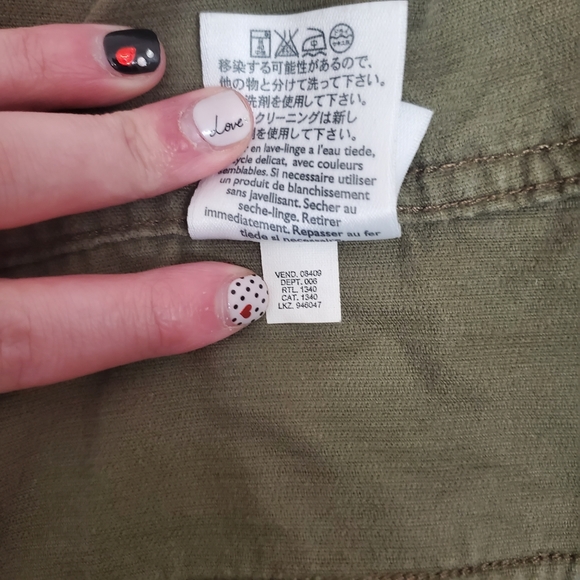 移染する可能性があるので、
他の物と分けて洗って下さい。
洗剤を使用して下さい。
クリーニングは新し
を使用して下さい。
en lave-linge a l'eau tiede,
cycle delicat, avec couleurs
semblables. Si necessaire utiliser
un produit de blanchissement
sans javellisant. Secher au
seche-linge. Retirer
immediatement. Repasser au fer
tiede si necessaire
love
VEND. 08409
DEPT. 006
RTL. 1340
CAT. 1340
LKZ. 946047